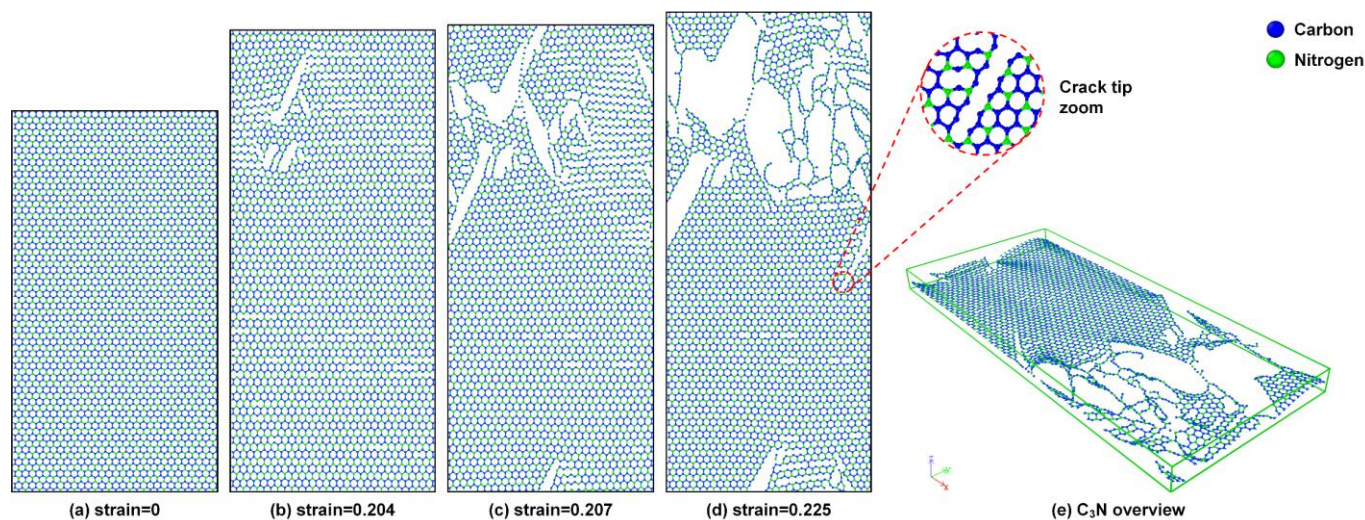 Carbon
Nitrogen
Crack tip
zoom
(a) strain=0
(b) strain=0.204
(c) strain=0.207
(d) strain=0.225
(e) C₃N overview